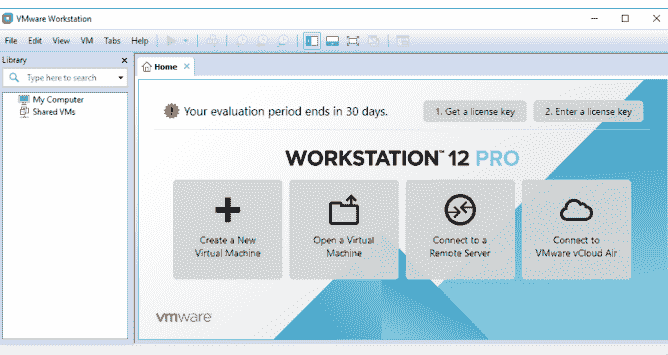 VMware Workstation
File Edit View VM Tabs Help
Library
Type here to search
My Computer
Shared VMs
Home
Your evaluation period ends in 30 days.
1. Get a license key
2. Enter a license key
WORKSTATION™ 12 PRO
Create a New
Virtual Machine
Open a Virtual
Machine
Connect to a
Remote Server
Connect to
VMware vCloud Air
vmware